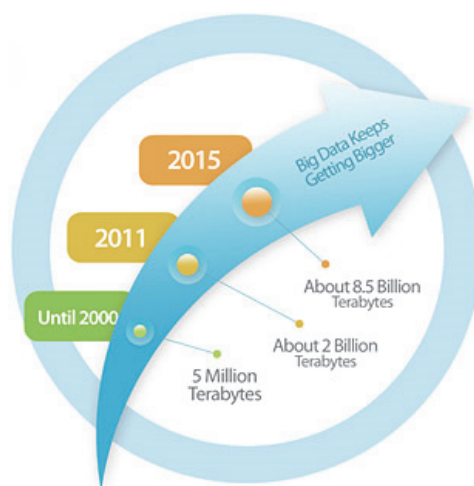 Big Data Keeps
Getting Bigger
2015
About 8.5 Billion
Terabytes
2011
About 2 Billion
Terabytes
Until 2000
5 Million
Terabytes